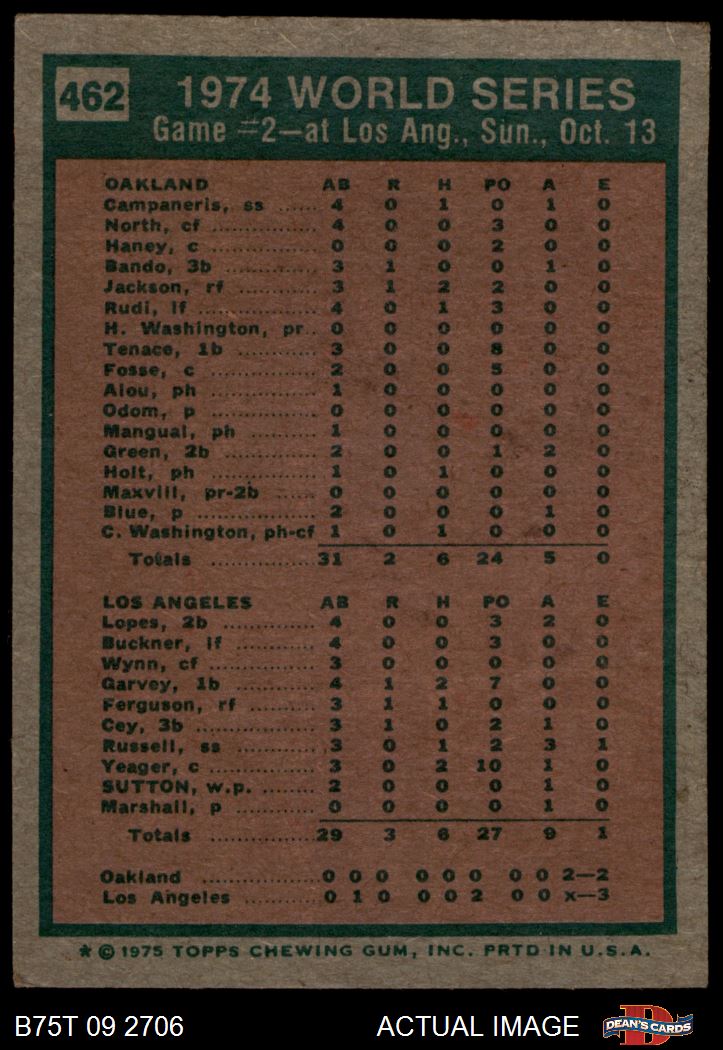 462
1974 WORLD SERIES
Game #2—at Los Ang., Sun., Oct. 13
OAKLAND AB R H PO A E
Campaneris, ss ...... 4 0 1 0 1 0
North, cf ................ 4 0 0 3 0 0
Haney, c ................ 0 0 0 2 0 0
Bando, 3b .............. 3 1 0 0 1 0
Jackson, rf ............. 3 1 2 2 0 0
Rudi, lf .................. 4 0 1 3 0 0
H. Washington, pr.. 0 0 0 0 0 0
Tenace, 1b .............. 3 0 0 8 0 0
Fosse, c ................. 2 0 0 5 0 0
Alou, ph ................ 1 0 0 0 0 0
Odom, p ................ 0 0 0 0 0 0
Mangual, ph .......... 1 0 0 0 0 0
Green, 2b .............. 2 0 0 1 2 0
Holt, ph ................ 1 0 1 0 0 0
Maxvill, pr-2b ...... 0 0 0 0 0 0
Blue, p .................. 2 0 0 0 1 0
C. Washington, ph-cf 1 0 1 0 0 0
Totals ................ 31 2 6 24 5 0
LOS ANGELES AB R H PO A E
Lopes, 2b .............. 4 0 0 3 2 0
Buckner, lf ............ 4 0 0 3 0 0
Wynn, cf ................ 3 0 0 0 0 0
Garvey, 1b ............. 4 1 2 7 0 0
Ferguson, rf .......... 3 1 1 0 0 0
Cey, 3b .................. 3 1 0 2 1 0
Russell, ss ............ 3 0 1 2 3 1
Yeager, c ............... 3 0 2 10 1 0
SUTTON, w.p. ........ 2 0 0 0 1 0
Marshall, p ............ 0 0 0 0 1 0
Totals ................ 29 3 6 27 9 1
Oakland .................. 0 0 0 0 0 0 0 0 2—2
Los Angeles ............ 0 1 0 0 0 2 0 0 x—3
* © 1975 TOPPS CHEWING GUM, INC. PRTD IN U.S.A.
B75T 09 2706 ACTUAL IMAGE D DEAN'S CARDS